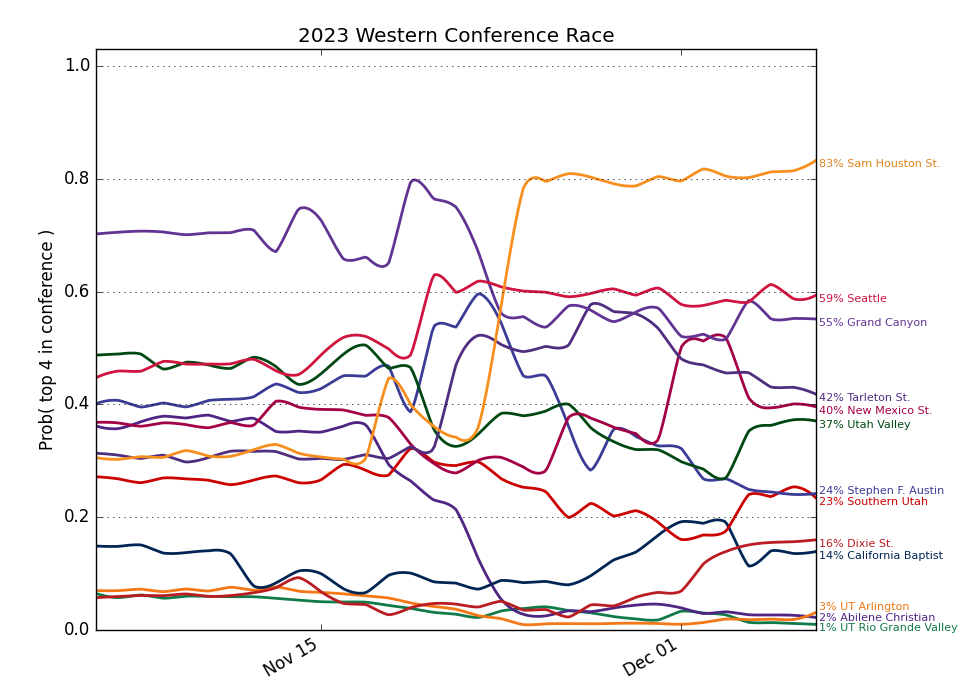 2023 Western Conference Race
Prob( top 4 in conference )
1.0
0.8
0.6
0.4
0.2
0.0
Nov 15
Dec 01
83% Sam Houston St.
59% Seattle
55% Grand Canyon
42% Tarleton St.
40% New Mexico St.
37% Utah Valley
24% Stephen F. Austin
23% Southern Utah
16% Dixie St.
14% California Baptist
3% UT Arlington
2% Abilene Christian
1% UT Rio Grande Valley